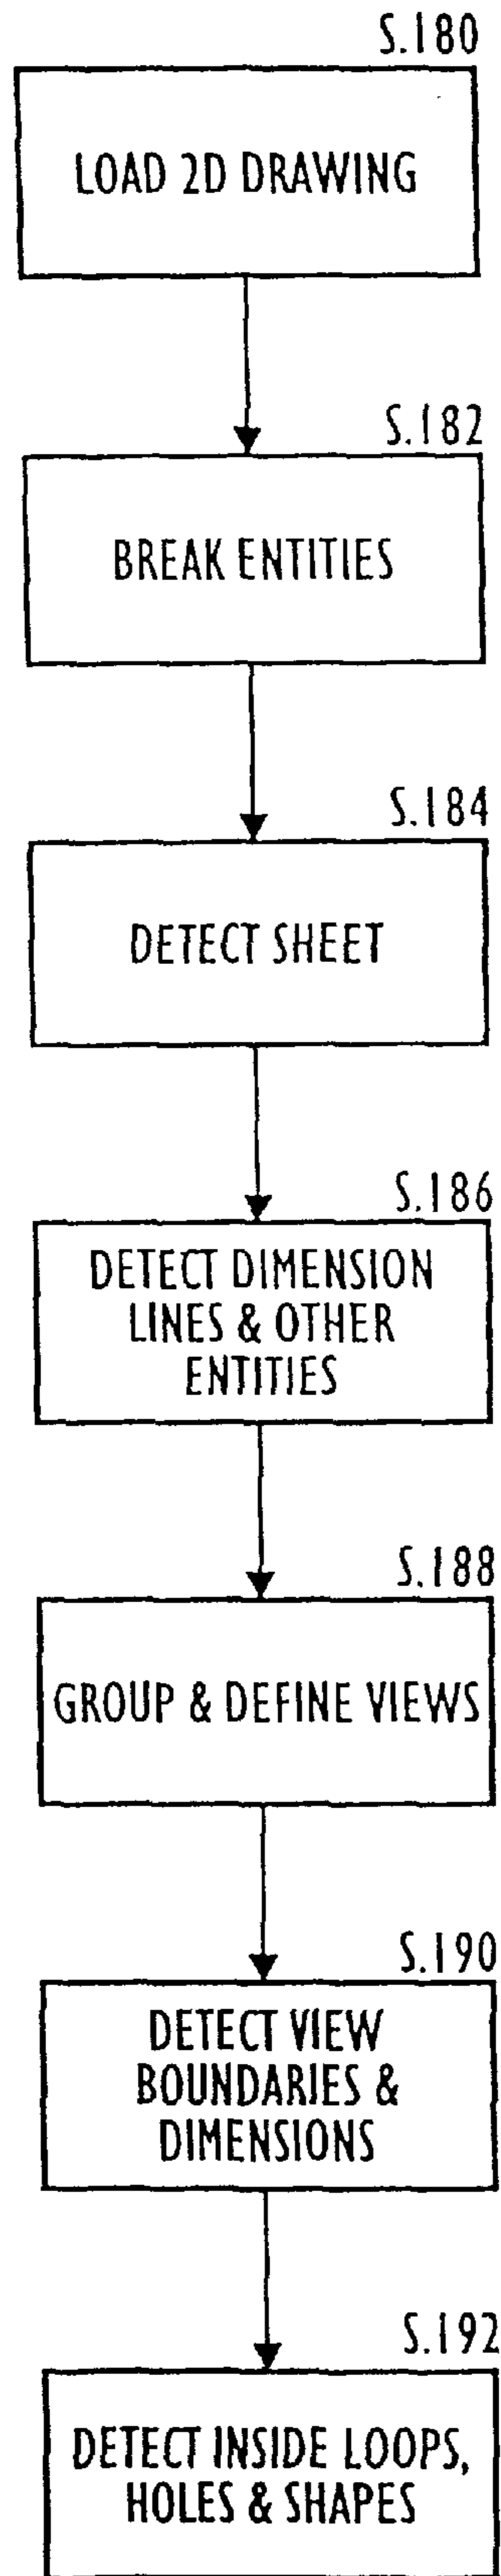 S.180
LOAD 2D DRAWING
S.182
BREAK ENTITIES
S.184
DETECT SHEET
S.186
DETECT DIMENSION
LINES & OTHER
ENTITIES
S.188
GROUP & DEFINE VIEWS
S.190
DETECT VIEW
BOUNDARIES &
DIMENSIONS
S.192
DETECT INSIDE LOOPS,
HOLES & SHAPES